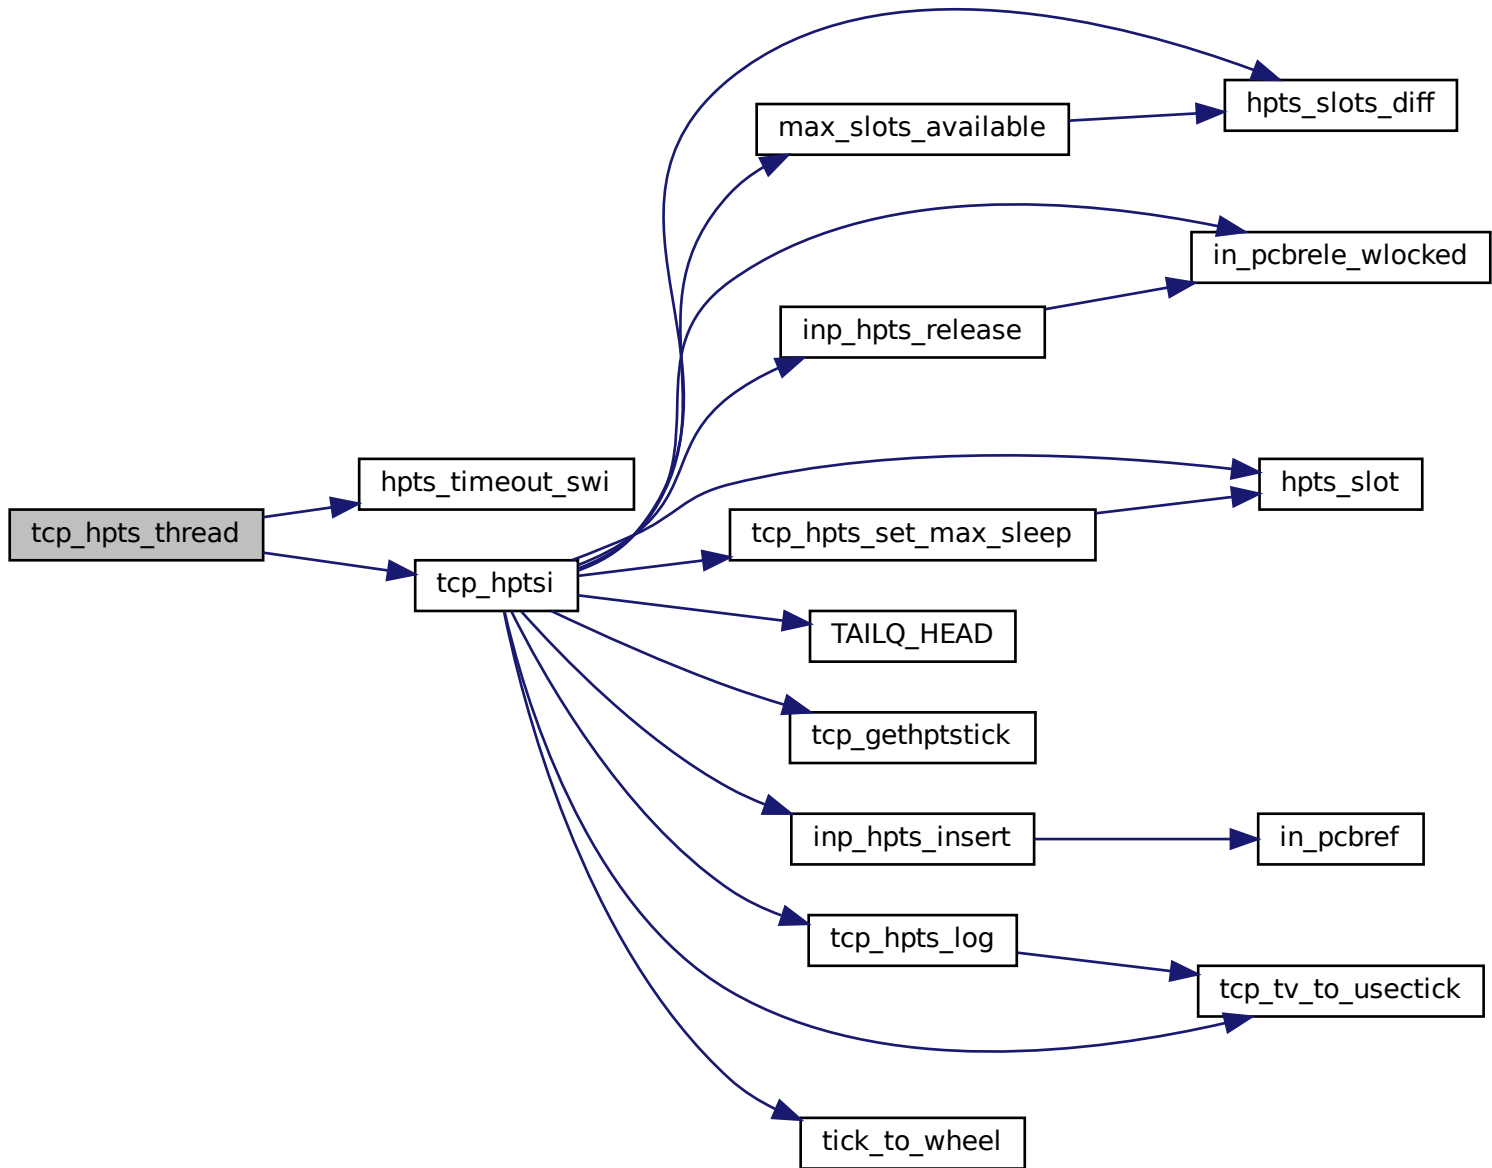 hpts_slots_diff
max_slots_available
in_pcbrele_wlocked
inp_hpts_release
hpts_timeout_swi
hpts_slot
tcp_hpts_thread
tcp_hpts_set_max_sleep
tcp_hptsi
TAILQ_HEAD
tcp_gethptstick
inp_hpts_insert
in_pcbref
tcp_hpts_log
tcp_tv_to_usectick
tick_to_wheel